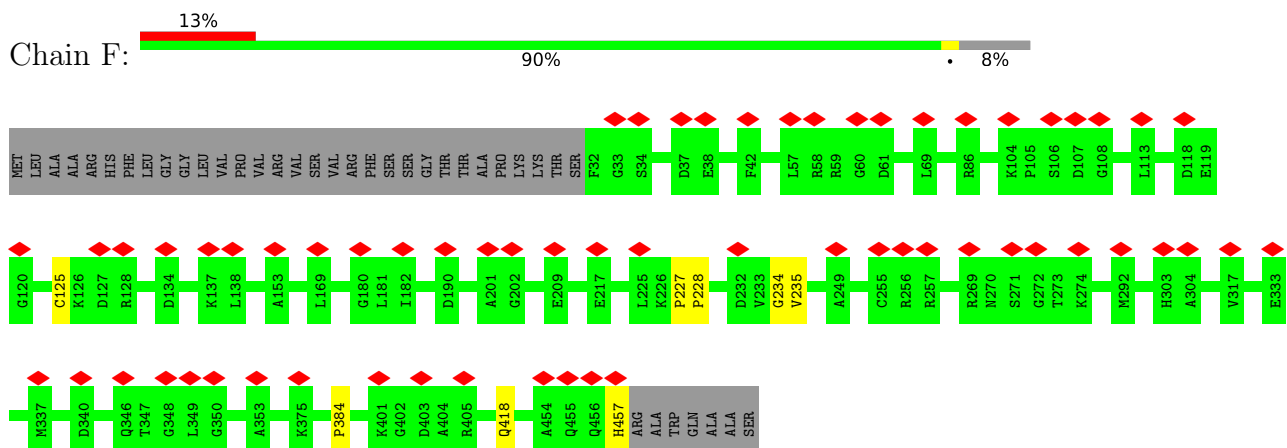 13%
Chain F:
90%
•
8%
MET LEU ALA ALA ARG HIS PHE LEU GLY GLY LEU VAL PRO VAL ARG VAL SER VAL ARG PHE SER SER GLY THR THR ALA PRO LYS LYS THR SER F32 G33 S34 D37 E38 F42 L57 R58 R59 G60 D61 L69 R86 K104 P105 S106 D107 G108 L113 D118 E119
G120 C125 K126 D127 R128 D134 K137 L138 A153 L169 G180 L181 I182 D190 A201 G202 E209 E217 L225 K226 P227 P228 D232 V233 G234 V235 A249 C255 R256 R257 R269 N270 S271 G272 T273 K274 M292 H303 A304 V317 E333
M337 D340 Q346 T347 G348 L349 G350 A353 K375 P384 K401 G402 D403 A404 R405 Q418 A454 Q455 Q456 H457 ARG ALA TRP GLN ALA ALA SER